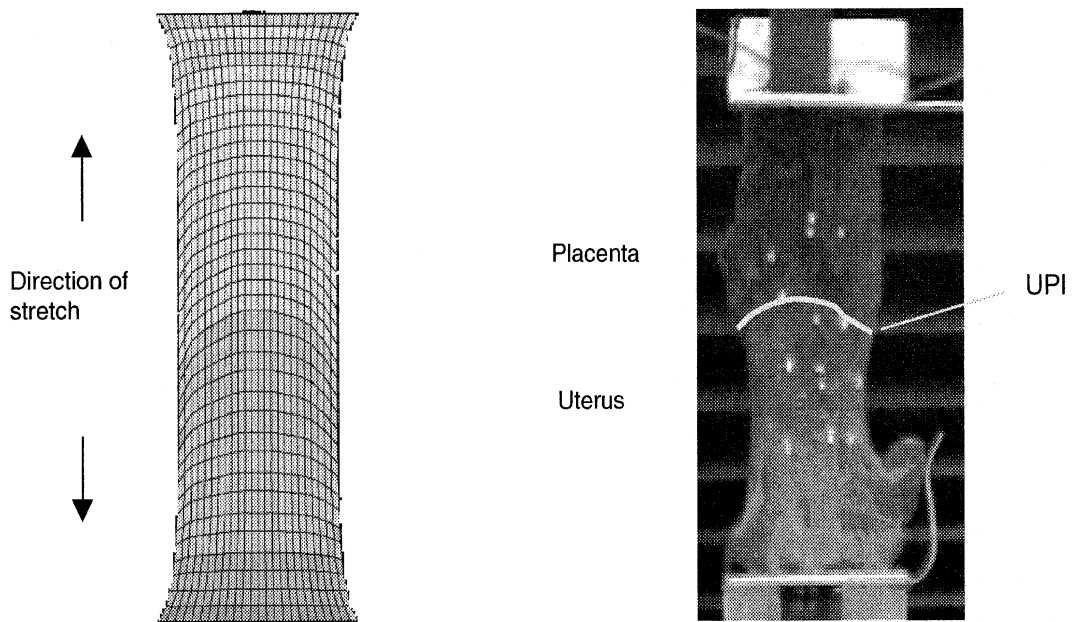 Direction of
stretch
Placenta
UPI
Uterus